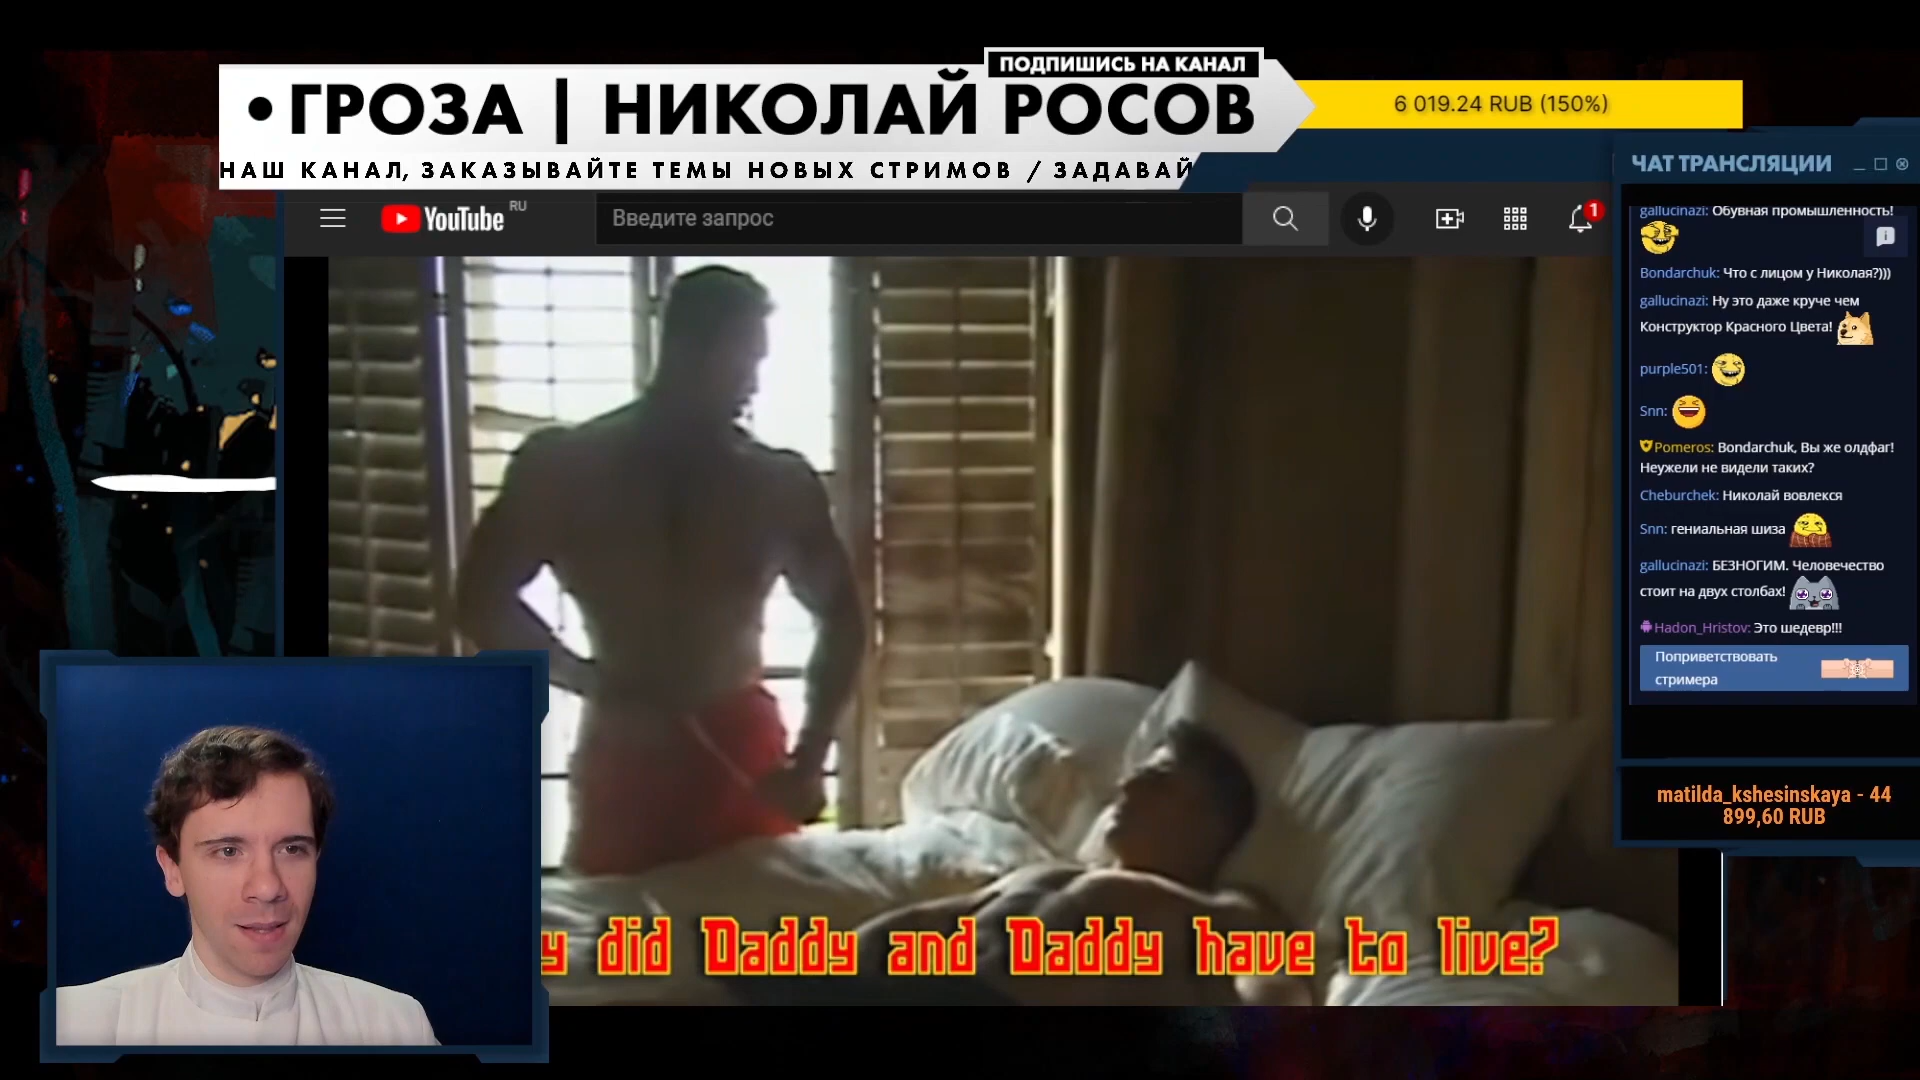 ПОДПИШИСЬ НА КАНАЛ
• ГРОЗА | НИКОЛАЙ РОСОВ
6 019.24 RUB (150%)
НАШ КАНАЛ, ЗАКАЗЫВАЙТЕ ТЕМЫ НОВЫХ СТРИМОВ / ЗАДАВАЙ
ЧАТ ТРАНСЛЯЦИИ
YouTube RU
Введите запрос
1
gallucinazi: Обувная промышленность!
Bondarchuk: Что с лицом у Николая?)))
gallucinazi: Ну это даже круче чем
Конструктор Красного Цвета!
purple501:
Snn:
Pomeros: Bondarchuk, Вы же олдфаг!
Неужели не видели таких?
Cheburchek: Николай вовлекся
Snn: гениальная шиза
gallucinazi: БЕЗНОГИМ. Человечество
стоит на двух столбах!
Hadon_Hristov: Это шедевр!!!
Поприветствовать
стримера
matilda_kshesinskaya - 44
899,60 RUB
y did Daddy and Daddy have to live?